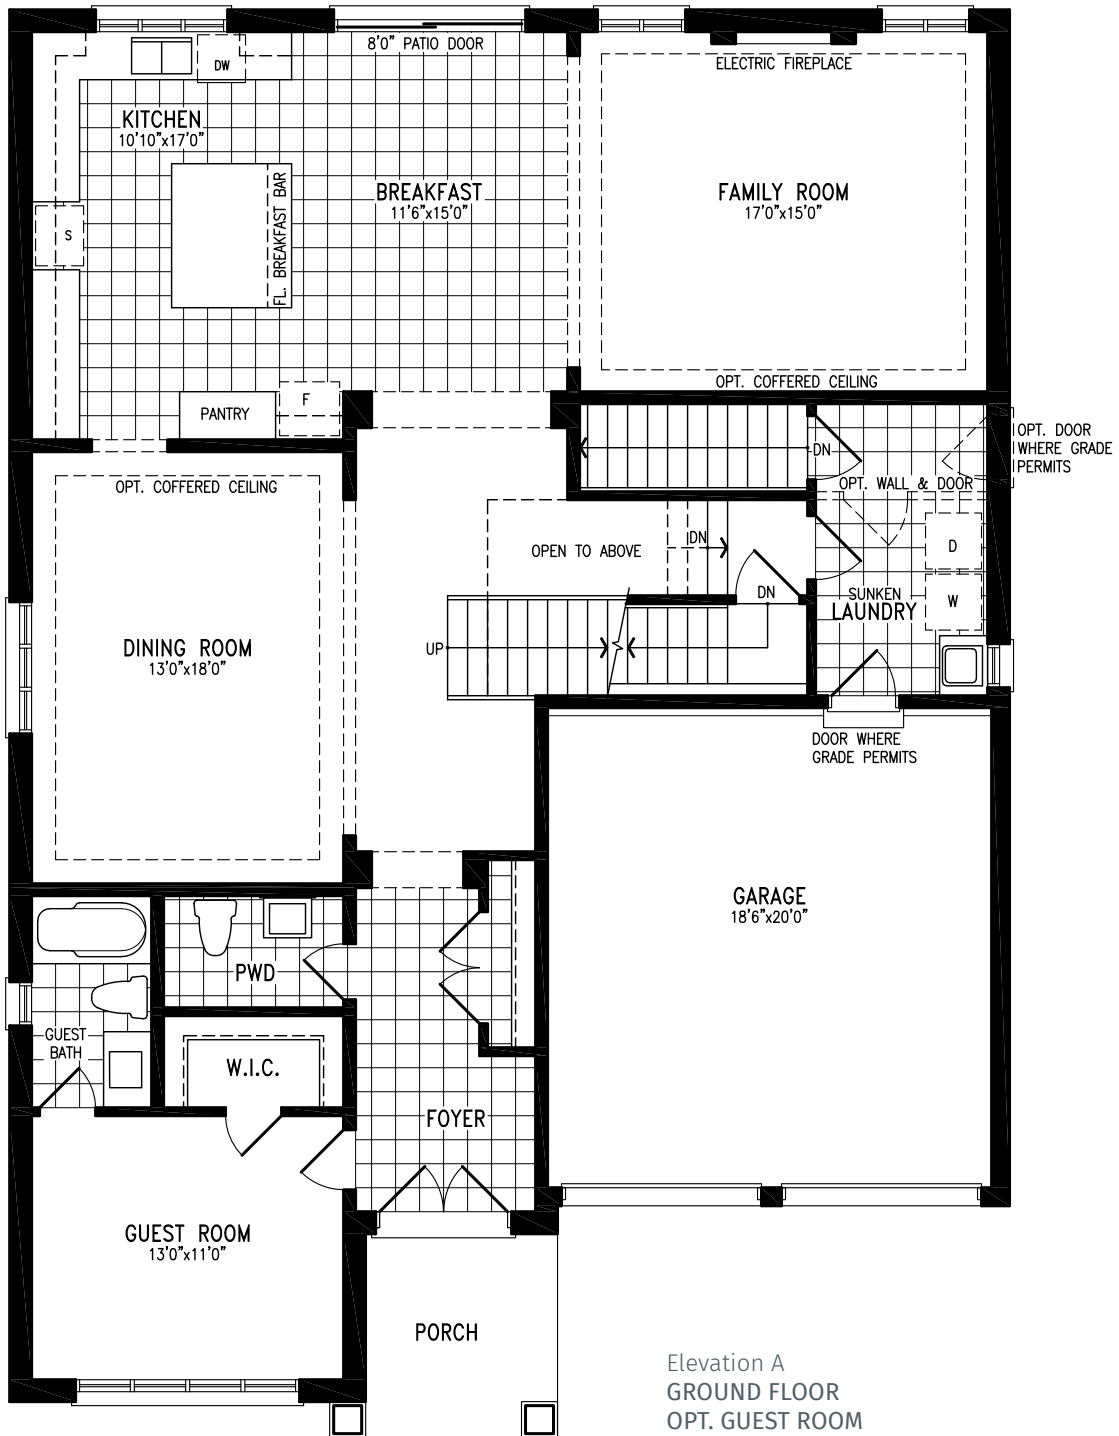 8'0" PATIO DOOR
DW
ELECTRIC FIREPLACE
KITCHEN
10'10"x17'0"
BREAKFAST
11'6"x15'0"
FAMILY ROOM
17'0"x15'0"
S
FL. BREAKFAST BAR
OPT. COFFERED CEILING
PANTRY
F
DN
OPT. DOOR
WHERE GRADE
PERMITS
OPT. COFFERED CEILING
OPT. WALL & DOOR
OPEN TO ABOVE
DN
D
DN
SUNKEN
LAUNDRY
W
DINING ROOM
13'0"x18'0"
UP
DOOR WHERE
GRADE PERMITS
GARAGE
18'6"x20'0"
PWD
GUEST
BATH
W.I.C.
FOYER
GUEST ROOM
13'0"x11'0"
PORCH
Elevation A
GROUND FLOOR
OPT. GUEST ROOM